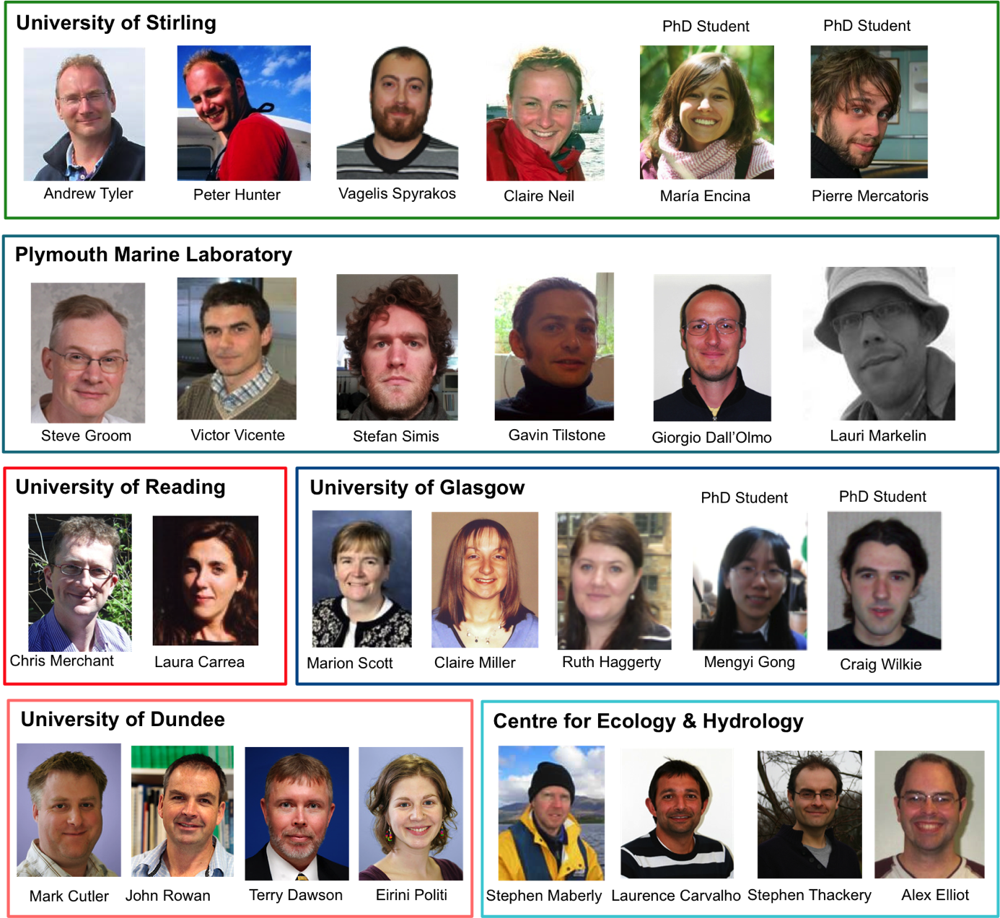 University of Stirling
PhD Student
PhD Student
Andrew Tyler
Peter Hunter
Vagelis Spyrakos
Claire Neil
María Encina
Pierre Mercatoris
Plymouth Marine Laboratory
Steve Groom
Victor Vicente
Stefan Simis
Gavin Tilstone
Giorgio Dall’Olmo
Lauri Markelin
University of Reading
Chris Merchant
Laura Carrea
University of Glasgow
PhD Student
PhD Student
Marion Scott
Claire Miller
Ruth Haggerty
Mengyi Gong
Craig Wilkie
University of Dundee
Mark Cutler
John Rowan
Terry Dawson
Eirini Politi
Centre for Ecology & Hydrology
Stephen Maberly
Laurence Carvalho
Stephen Thackery
Alex Elliot